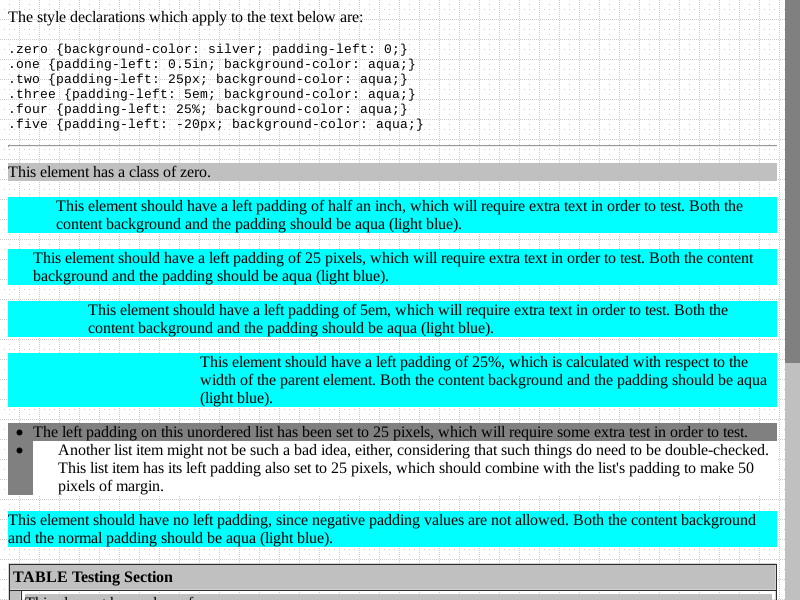 The style declarations which apply to the text below are:
.zero {background-color: silver; padding-left: 0;}
.one {padding-left: 0.5in; background-color: aqua;}
.two {padding-left: 25px; background-color: aqua;}
.three {padding-left: 5em; background-color: aqua;}
.four {padding-left: 25%; background-color: aqua;}
.five {padding-left: -20px; background-color: aqua;}
This element has a class of zero.
This element should have a left padding of half an inch, which will require extra text in order to test. Both the
content background and the padding should be aqua (light blue).
This element should have a left padding of 25 pixels, which will require extra text in order to test. Both the content
background and the padding should be aqua (light blue).
This element should have a left padding of 5em, which will require extra text in order to test. Both the
content background and the padding should be aqua (light blue).
This element should have a left padding of 25%, which is calculated with respect to the
width of the parent element. Both the content background and the padding should be aqua
(light blue).
● The left padding on this unordered list has been set to 25 pixels, which will require some extra test in order to test.
● Another list item might not be such a bad idea, either, considering that such things do need to be double-checked.
This list item has its left padding also set to 25 pixels, which should combine with the list's padding to make 50
pixels of margin.
This element should have no left padding, since negative padding values are not allowed. Both the content background
and the normal padding should be aqua (light blue).
TABLE Testing Section